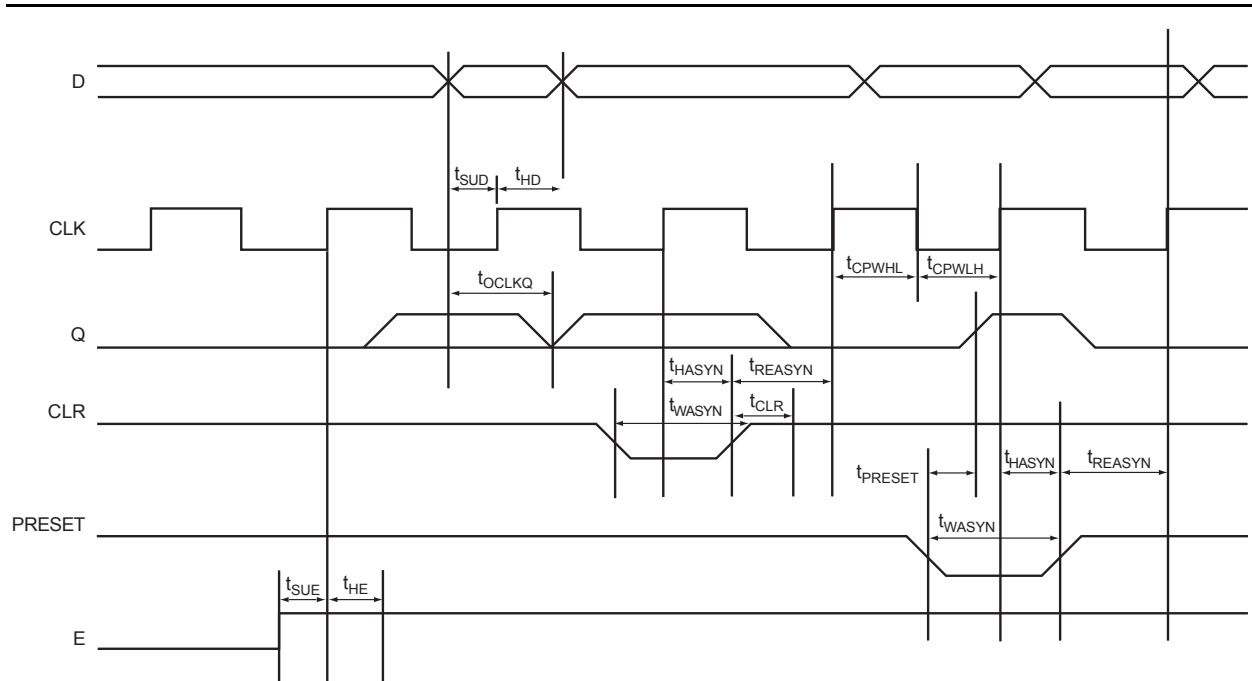 D
tSUD tHD
CLK
tCPWHL tCPWLH
tOCLKQ
Q
tHASYN tREASYN
CLR
tWASYN tCLR
tPRESET tHASYN tREASYN
PRESET
tWASYN
tSUE tHE
E